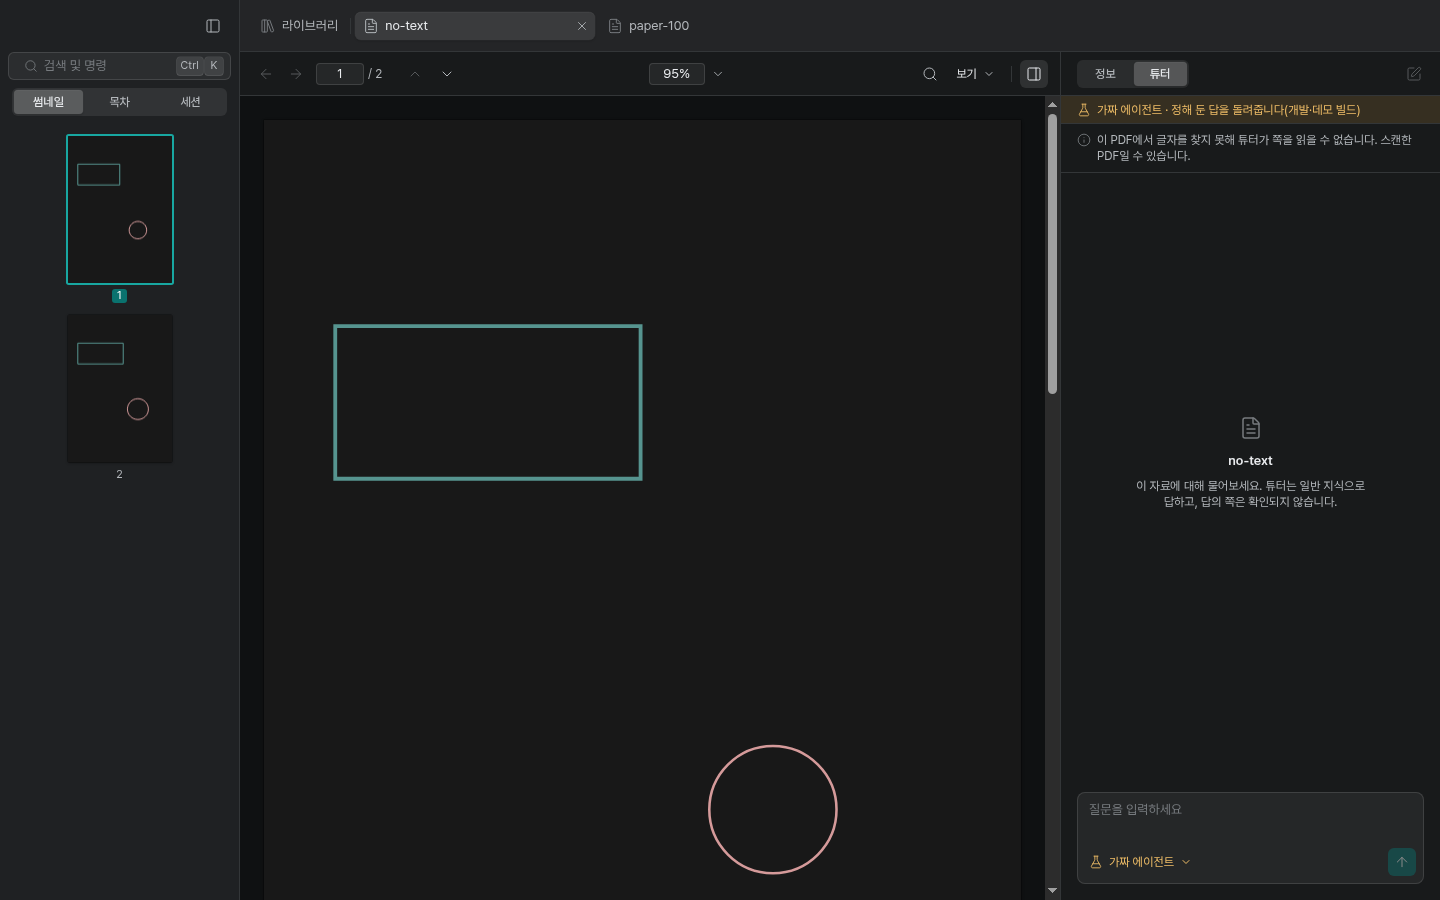 라이브러리
no-text
paper-100
검색 및 명령
Ctrl K
1 / 2
95%
보기
정보
튜터
썸네일
목차
세션
1
2
가짜 에이전트 · 정해 둔 답을 돌려줍니다(개발·데모 빌드)
이 PDF에서 글자를 찾지 못해 튜터가 쪽을 읽을 수 없습니다. 스캔한
PDF일 수 있습니다.
no-text
이 자료에 대해 물어보세요. 튜터는 일반 지식으로
답하고, 답의 쪽은 확인되지 않습니다.
질문을 입력하세요
가짜 에이전트